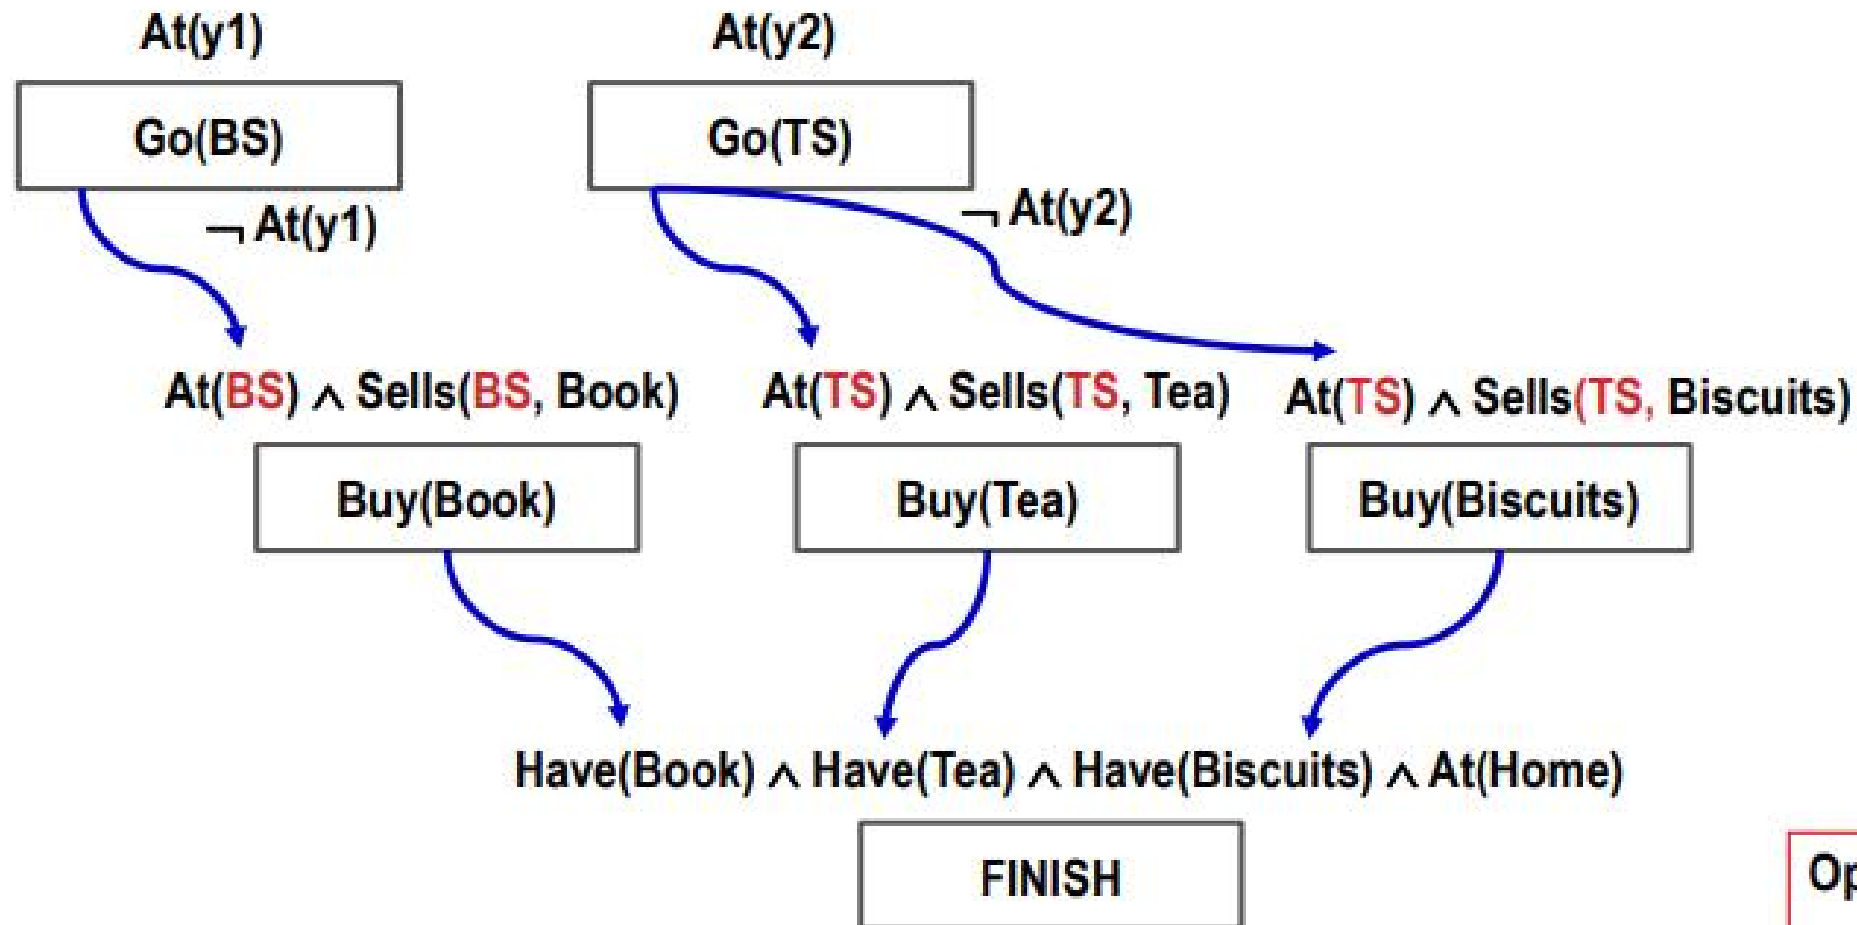 At(y1) At(y2)
Go(BS) Go(TS)
¬ At(y1) ¬ At(y2)
At(BS) ∧ Sells(BS, Book) At(TS) ∧ Sells(TS, Tea) At(TS) ∧ Sells(TS, Biscuits)
Buy(Book) Buy(Tea) Buy(Biscuits)
Have(Book) ∧ Have(Tea) ∧ Have(Biscuits) ∧ At(Home)
FINISH